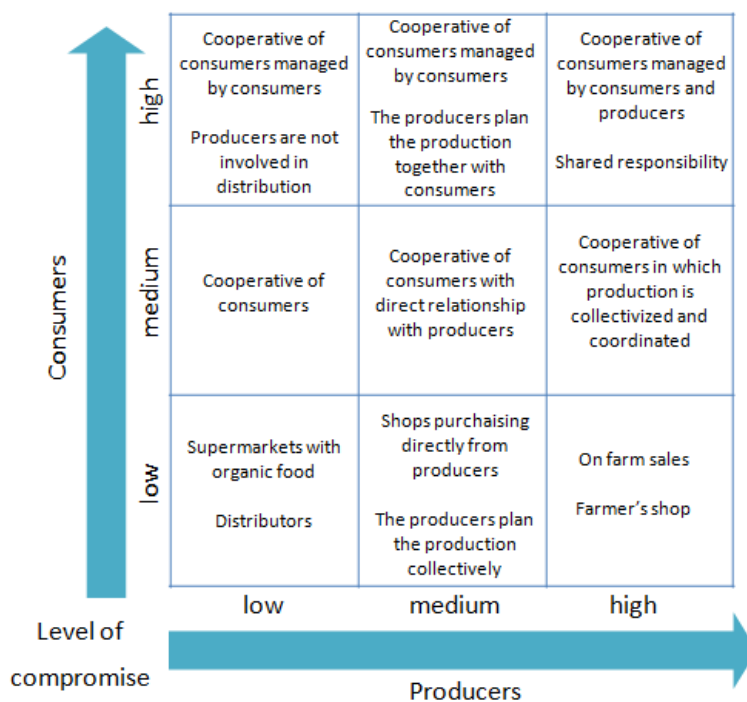 Consumers
high
Cooperative of
consumers managed
by consumers
Producers are not
involved in
distribution
Cooperative of
consumers managed
by consumers
The producers plan
the production
together with
consumers
Cooperative of
consumers managed
by consumers and
producers
Shared responsibility
medium
Cooperative of
consumers
Cooperative of
consumers with
direct relationship
with producers
Cooperative of
consumers in which
production is
collectivized and
coordinated
low
Supermarkets with
organic food
Distributors
Shops purchaising
directly from
producers
The producers plan
the production
collectively
On farm sales
Farmer's shop
low
medium
high
Level of
compromise
Producers